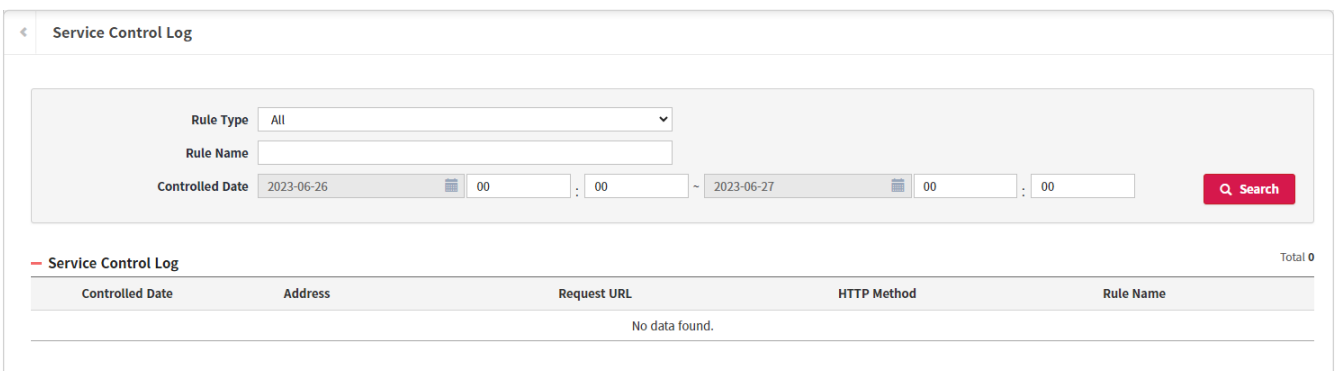 Service Control Log
Rule Type All
Rule Name
Controlled Date 2023-06-26 00 : 00 ~ 2023-06-27 00 : 00 Search
Service Control Log Total 0
Controlled Date Address Request URL HTTP Method Rule Name
No data found.